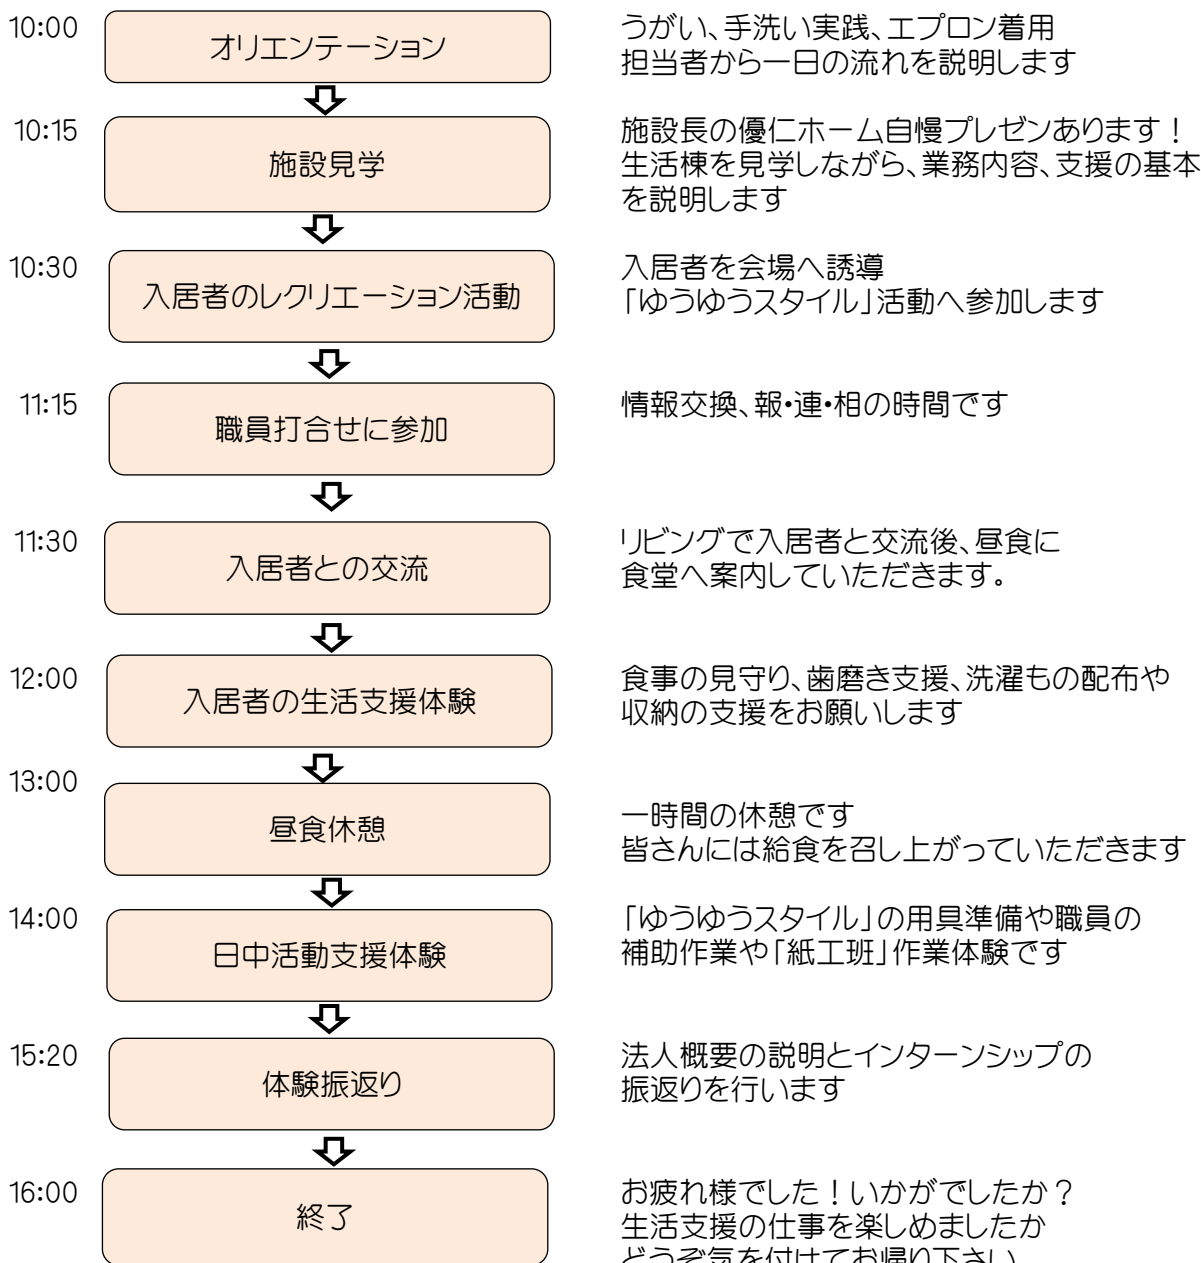 10:00
オリエンテーション
うがい、手洗い実践、エプロン着用
担当者から一日の流れを説明します
10:15
施設見学
施設長の優仁ホーム自慢プレゼンあります！
生活棟を見学しながら、業務内容、支援の基本
を説明します
10:30
入居者のレクリエーション活動
入居者を会場へ誘導
「ゆうゆうスタイル」活動へ参加します
11:15
職員打合せに参加
情報交換、報・連・相の時間です
11:30
入居者との交流
リビングで入居者と交流後、昼食に
食堂へ案内していただきます。
12:00
入居者の生活支援体験
食事の見守り、歯磨き支援、洗濯もの配布や
収納の支援をお願いします
13:00
昼食休憩
一時間の休憩です
皆さんには給食を召し上がっていただきます
14:00
日中活動支援体験
「ゆうゆうスタイル」の用具準備や職員の
補助作業や「紙工班」作業体験です
15:20
体験振返り
法人概要の説明とインターンシップの
振返りを行います
16:00
終了
お疲れ様でした！いかがでしたか？
生活支援の仕事を楽しめましたか
どうぞ気を付けてお帰り下さい